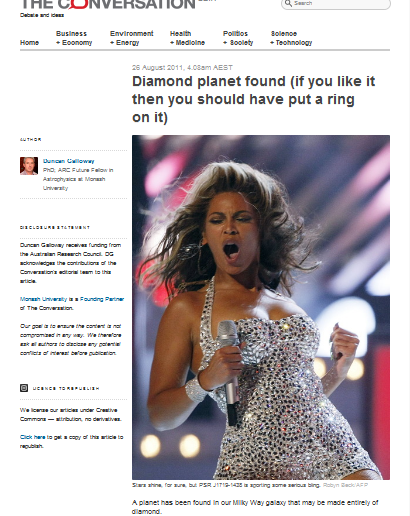 THE CONVERSATION
Debate and ideas
Search
Home
Business
+ Economy
Environment
+ Energy
Health
+ Medicine
Politics
+ Society
Science
+ Technology
26 August 2011, 4.08am AEST
Diamond planet found (if you like it
then you should have put a ring
on it)
AUTHOR
Duncan Galloway
PhD, ARC Future Fellow in
Astrophysics at Monash
University
DISCLOSURE STATEMENT
Duncan Galloway receives funding from
the Australian Research Council. DG
acknowledges the contributions of the
Conversation's editorial team to this
article.
Monash University is a Founding Partner
of The Conversation.
Our goal is to ensure the content is not
compromised in any way. We therefore
ask all authors to disclose any potential
conflicts of interest before publication.
LICENCE TO REPUBLISH
We license our articles under Creative
Commons — attribution, no derivatives.
Click here to get a copy of this article to
republish.
Stars shine, for sure, but PSR J1719-1438 is sporting some serious bling. Robyn Beck/AFP
A planet has been found in our Milky Way galaxy that may be made entirely of
diamond.